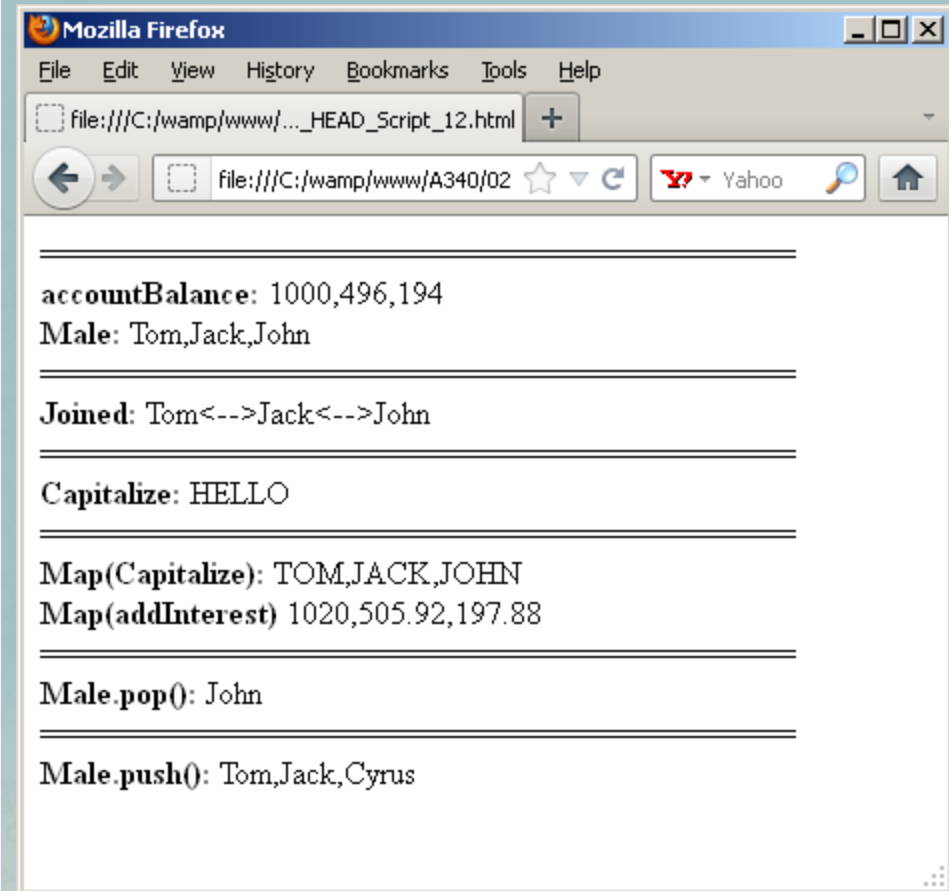 Mozilla Firefox
File Edit View History Bookmarks Tools Help
file:///C:/wamp/www/..._HEAD_Script_12.html +
file:///C:/wamp/www/A340/02 Yahoo
accountBalance: 1000,496,194
Male: Tom,Jack,John
Joined: Tom<-->Jack<-->John
Capitalize: HELLO
Map(Capitalize): TOM,JACK,JOHN
Map(addInterest) 1020,505.92,197.88
Male.pop(): John
Male.push(): Tom,Jack,Cyrus